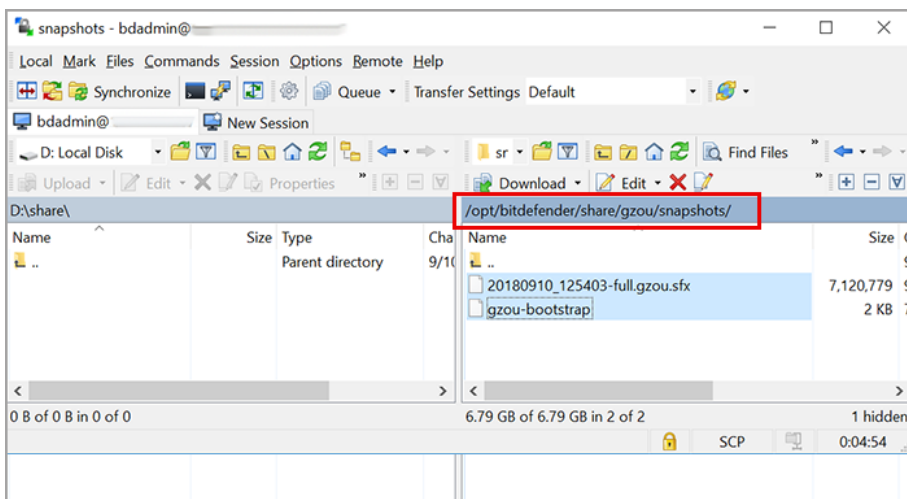 snapshots - bdadmin@
Local Mark Files Commands Session Options Remote Help
Synchronize Queue Transfer Settings Default
bdadmin@ New Session
D: Local Disk sr Find Files
Upload Edit Properties » Download Edit »
D:\share\ /opt/bitdefender/share/gzou/snapshots/
Name Size Type Cha Name Size
.. Parent directory 9/10 ..
20180910_125403-full.gzou.sfx 7,120,779
gzou-bootstrap 2 KB
0 B of 0 B in 0 of 0 6.79 GB of 6.79 GB in 2 of 2 1 hidden
SCP 0:04:54